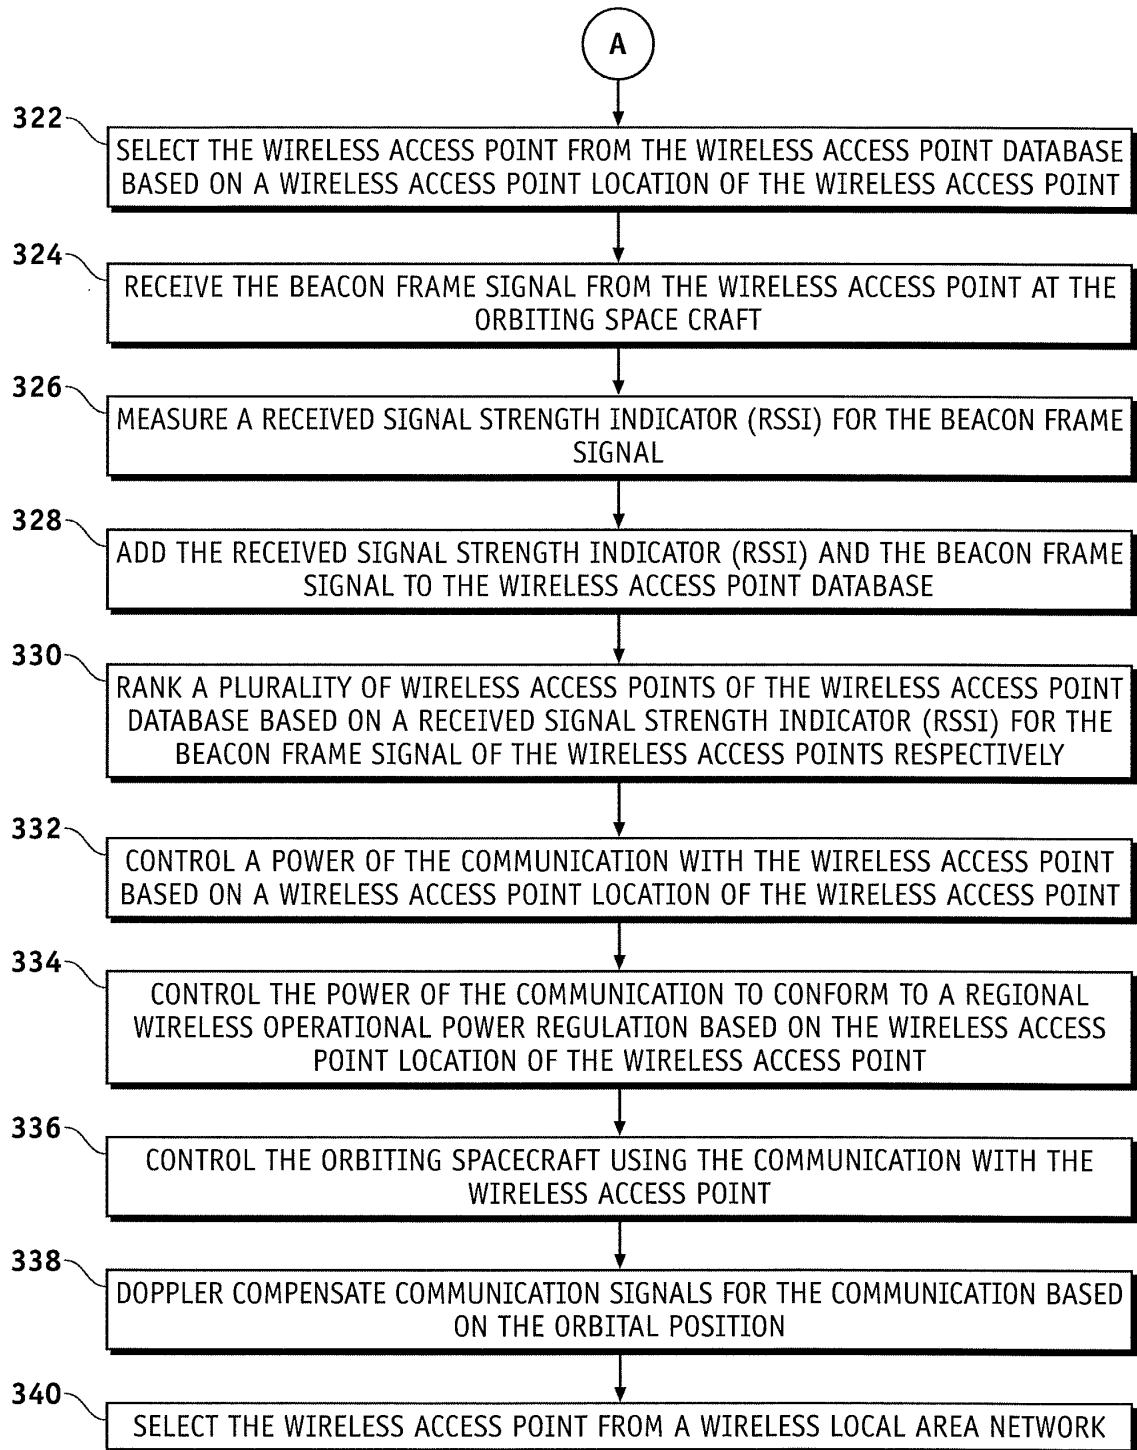 A
322
SELECT THE WIRELESS ACCESS POINT FROM THE WIRELESS ACCESS POINT DATABASE
BASED ON A WIRELESS ACCESS POINT LOCATION OF THE WIRELESS ACCESS POINT
324
RECEIVE THE BEACON FRAME SIGNAL FROM THE WIRELESS ACCESS POINT AT THE
ORBITING SPACE CRAFT
326
MEASURE A RECEIVED SIGNAL STRENGTH INDICATOR (RSSI) FOR THE BEACON FRAME
SIGNAL
328
ADD THE RECEIVED SIGNAL STRENGTH INDICATOR (RSSI) AND THE BEACON FRAME
SIGNAL TO THE WIRELESS ACCESS POINT DATABASE
330
RANK A PLURALITY OF WIRELESS ACCESS POINTS OF THE WIRELESS ACCESS POINT
DATABASE BASED ON A RECEIVED SIGNAL STRENGTH INDICATOR (RSSI) FOR THE
BEACON FRAME SIGNAL OF THE WIRELESS ACCESS POINTS RESPECTIVELY
332
CONTROL A POWER OF THE COMMUNICATION WITH THE WIRELESS ACCESS POINT
BASED ON A WIRELESS ACCESS POINT LOCATION OF THE WIRELESS ACCESS POINT
334
CONTROL THE POWER OF THE COMMUNICATION TO CONFORM TO A REGIONAL
WIRELESS OPERATIONAL POWER REGULATION BASED ON THE WIRELESS ACCESS
POINT LOCATION OF THE WIRELESS ACCESS POINT
336
CONTROL THE ORBITING SPACECRAFT USING THE COMMUNICATION WITH THE
WIRELESS ACCESS POINT
338
DOPPLER COMPENSATE COMMUNICATION SIGNALS FOR THE COMMUNICATION BASED
ON THE ORBITAL POSITION
340
SELECT THE WIRELESS ACCESS POINT FROM A WIRELESS LOCAL AREA NETWORK